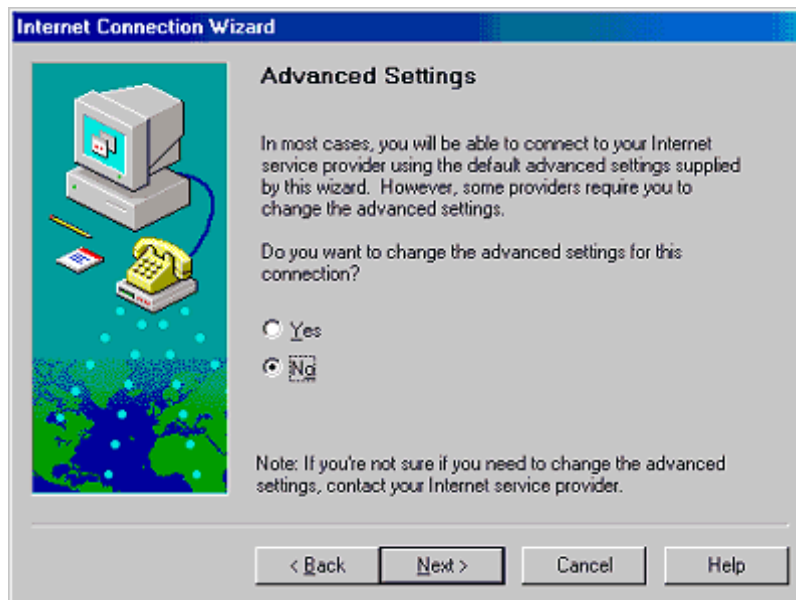 Internet Connection Wizard
Advanced Settings
In most cases, you will be able to connect to your Internet
service provider using the default advanced settings supplied
by this wizard. However, some providers require you to
change the advanced settings.
Do you want to change the advanced settings for this
connection?
Yes
No
Note: If you're not sure if you need to change the advanced
settings, contact your Internet service provider.
< Back
Next >
Cancel
Help